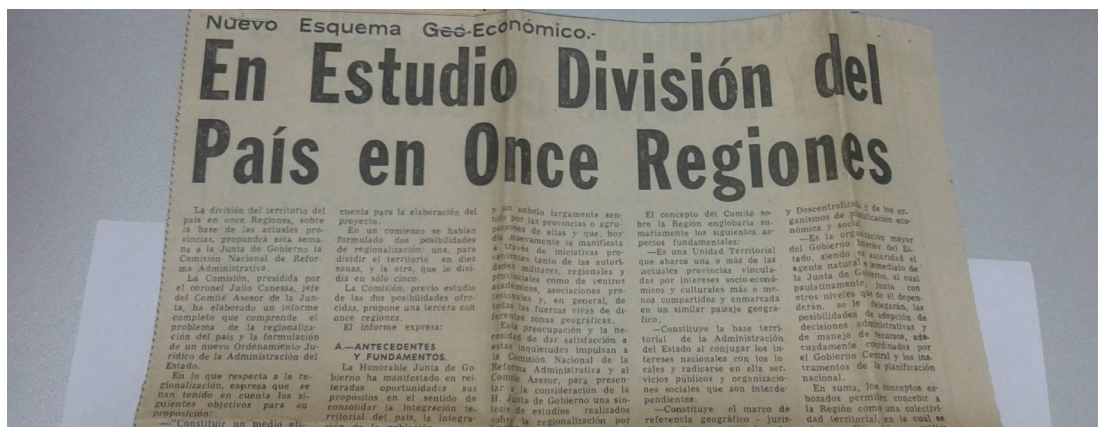 Nuevo Esquema Geo-Económico.-
En Estudio División del
País en Once Regiones
La división del territorio del
país en once Regiones, sobre
la base de las actuales pro-
vincias, propondrá esta sema-
na a la Junta de Gobierno la
Comisión Nacional de Refor-
ma Administrativa.
La Comisión, presidida por
el coronel Julio Canessa, jefe
del Comité Asesor de la Jun-
ta, ha elaborado un informe
completo que comprende el
problema de la regionaliza-
ción del país y la formulación
de un nuevo Ordenamiento Ju-
rídico de la Administración del
Estado.
En lo que respecta a la re-
gionalización, expresa que se
han tenido en cuenta los si-
guientes objetivos para su
proposición:
—"Constituir un medio efi-
cuenta para la elaboración del
proyecto.
En un comienzo se habían
formulado dos posibilidades
de regionalización: una, para
dividir el territorio en diez
zonas, y la otra, que le divi-
día en sólo cinco.
La Comisión, previo estudio
de las dos posibilidades ofre-
cidas, propone una tercera con
once regiones.
El informe expresa:
A.—ANTECEDENTES
Y FUNDAMENTOS.
La Honorable Junta de Go-
bierno ha manifestado en rei-
teradas oportunidades sus
propósitos en el sentido de
consolidar la integración te-
rritorial del país, la integra-
ción de la población
y un anhelo largamente sen-
tido por las provincias o agru-
paciones de ellas y que, hoy
día nuevamente se manifiesta
a través de iniciativas pro-
venientes tanto de las autori-
dades militares, regionales y
provinciales como de centros
académicos, asociaciones pro-
fesionales y, en general, de
todas las fuerzas vivas de di-
ferentes zonas geográficas.
Esta preocupación y la ne-
cesidad de dar satisfacción a
estas inquietudes impulsan a
la Comisión Nacional de la
Reforma Administrativa y al
Comité Asesor, para presen-
tar a la consideración de la
H. Junta de Gobierno una sín-
tesis de estudios realizados
sobre la regionalización por
El concepto del Comité so-
bre la Región englobaría su-
mariamente los siguientes as-
pectos fundamentales:
—Es una Unidad Territorial
que abarca una o más de las
actuales provincias vincula-
das por intereses socio-econó-
micos y culturales más o me-
nos compartidos y enmarcada
en un similar paisaje geográ-
fico.
—Constituye la base terri-
torial de la Administración
del Estado al conjugar los in-
tereses nacionales con los lo-
cales y radicarse en ella ser-
vicios públicos y organizacio-
nes sociales que son interde-
pendientes.
—Constituye el marco de
referencia geográfico - juris-
y Descentralizada y de los or-
ganismos de planificación eco-
nómica y social.
—Es la organización mayor
del Gobierno Interior del Es-
tado, siendo su autoridad el
agente natural e inmediato de
la Junta de Gobierno, al cual
paulatinamente, junto con
otros niveles que de él depen-
derán, se le delegarán, las
posibilidades de adopción de
decisiones administrativas y
de manejo de recursos, ade-
cuadamente coordinadas por
el Gobierno Central y los ins-
trumentos de la planificación
nacional.
En suma, los conceptos es-
bozados permiten concebir a
la Región como una colectivi-
dad territorial, en la cual se